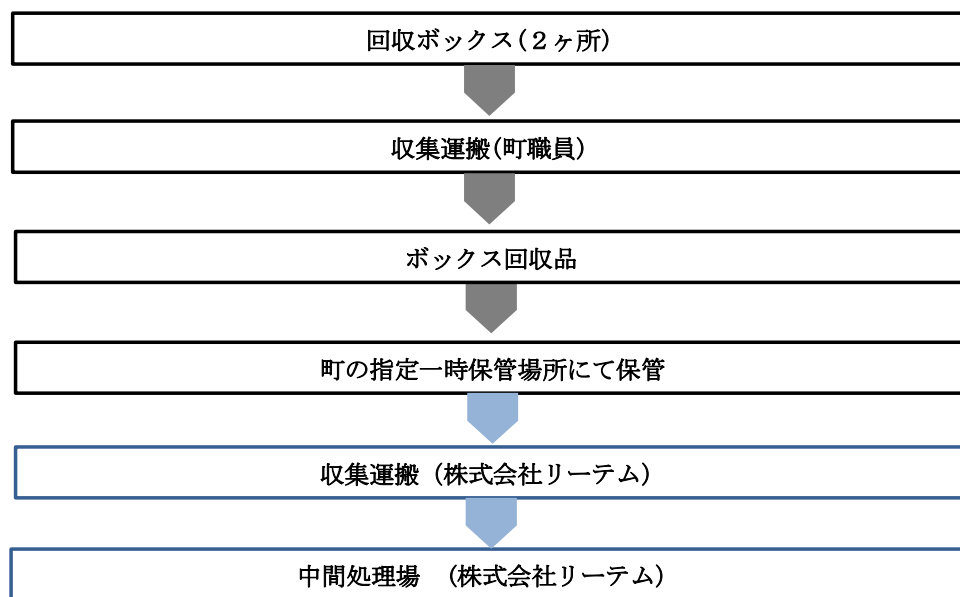 回収ボックス(２ヶ所)
収集運搬(町職員)
ボックス回収品
町の指定一時保管場所にて保管
収集運搬 (株式会社リーテム)
中間処理場　(株式会社リーテム)